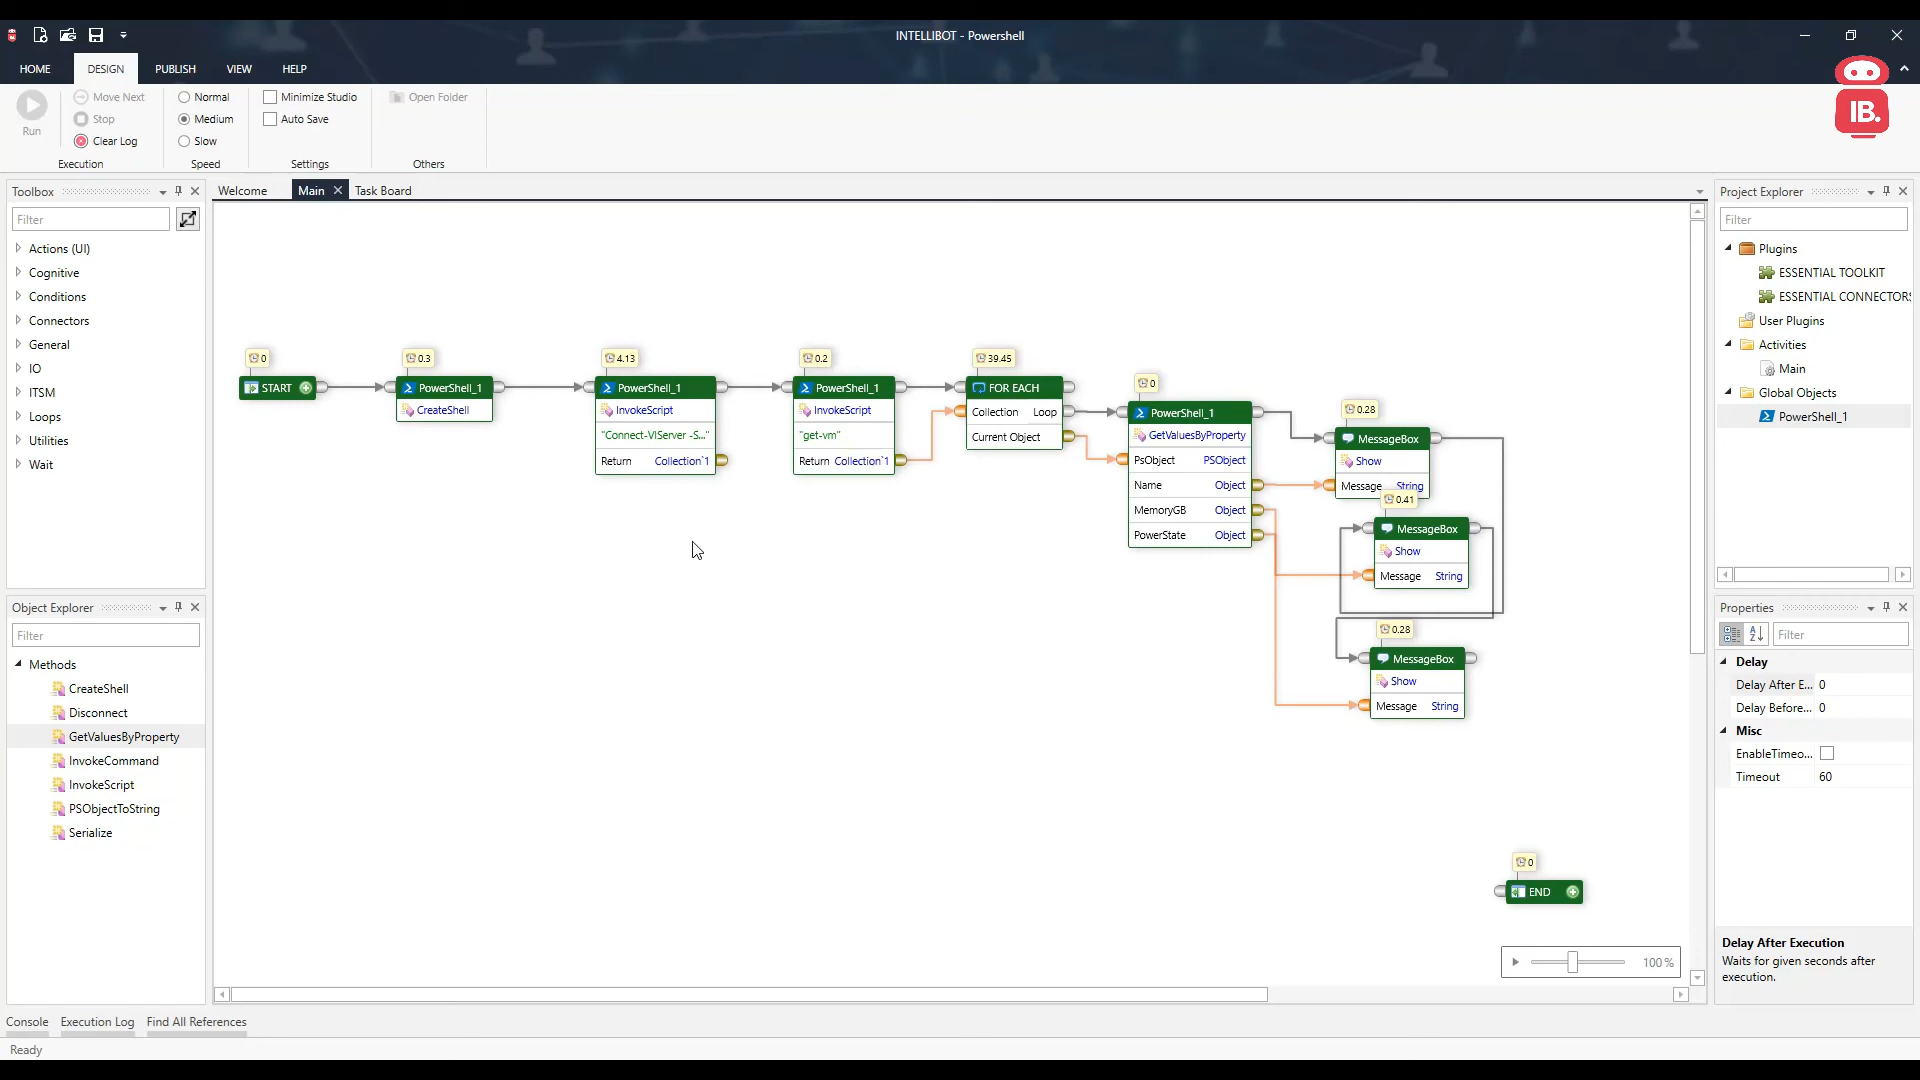 INTELLIBOT - Powershell
HOME
DESIGN
PUBLISH
VIEW
HELP
Run
Move Next
Stop
Clear Log
Execution
Normal
Medium
Slow
Speed
Minimize Studio
Auto Save
Settings
Open Folder
Others
IB.
Toolbox
Filter
Actions (UI)
Cognitive
Conditions
Connectors
General
IO
ITSM
Loops
Utilities
Wait
Object Explorer
Filter
Methods
CreateShell
Disconnect
GetValuesByProperty
InvokeCommand
InvokeScript
PSObjectToString
Serialize
Welcome
Main
Task Board
0
START
0.3
PowerShell_1
CreateShell
4.13
PowerShell_1
InvokeScript
"Connect-VIServer -S..."
Return Collection`1
0.2
PowerShell_1
InvokeScript
"get-vm"
Return Collection`1
39.45
FOR EACH
Collection Loop
Current Object
0
PowerShell_1
GetValuesByProperty
PsObject PSObject
Name Object
MemoryGB Object
PowerState Object
0.28
MessageBox
Show
Message String
0.41
MessageBox
Show
Message String
0.28
MessageBox
Show
Message String
0
END
100 %
Project Explorer
Filter
Plugins
ESSENTIAL TOOLKIT
ESSENTIAL CONNECTORS
User Plugins
Activities
Main
Global Objects
PowerShell_1
Properties
Filter
Delay
Delay After E... 0
Delay Before... 0
Misc
EnableTimeo...
Timeout 60
Delay After Execution
Waits for given seconds after
execution.
Console
Execution Log
Find All References
Ready